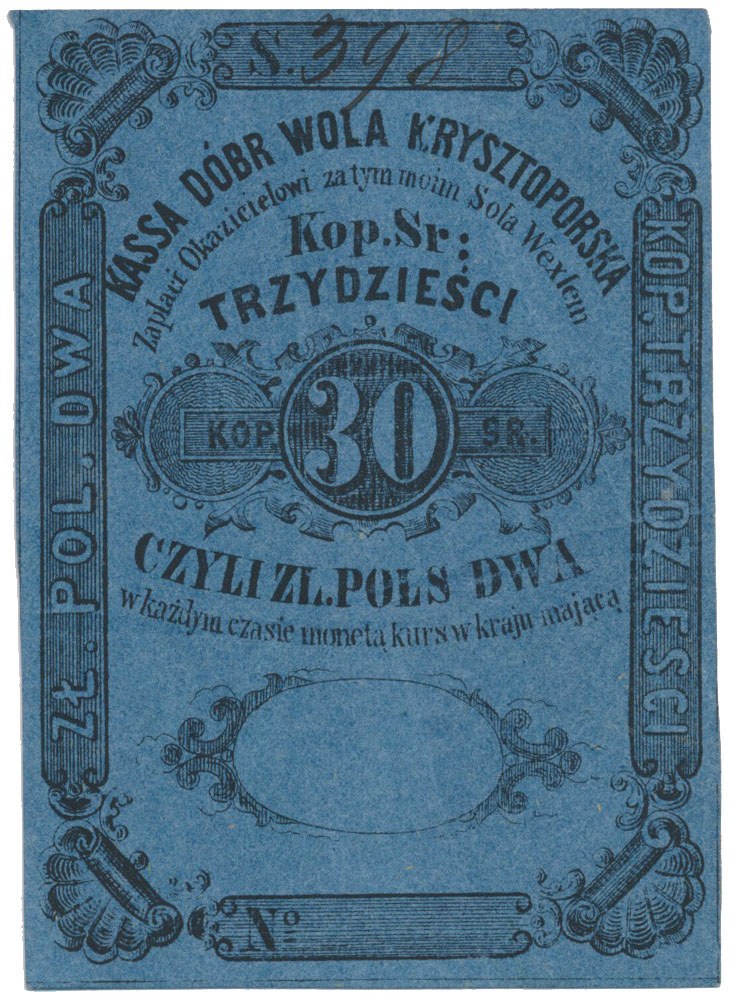 S. 398
KASSA DÓBR WOLA KRYSZTOPORSKA
Zapłaci Okazicielowi za tym moim Sola Wexlem
Kop. Sr:
TRZYDZIEŚCI
KOP. 30 SR.
CZYLI ZŁ. POLS DWA
w każdym czasie monetą kurs w kraju mającą
ZŁ. POL. DWA
KOP. TRZYDZIEŚCI
No